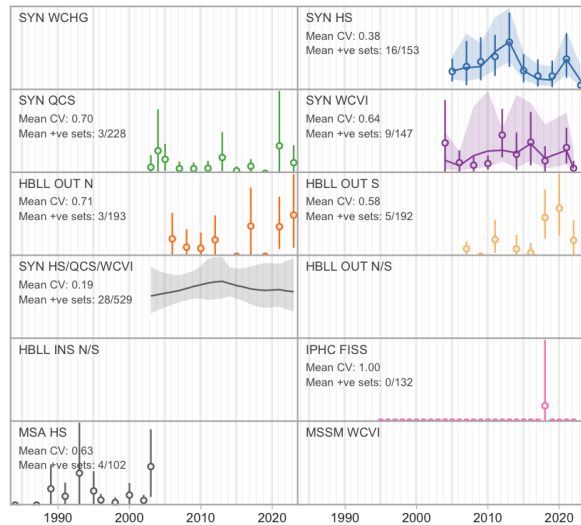 SYN WCHG
SYN HS
Mean CV: 0.38
Mean +ve sets: 16/153
SYN QCS
Mean CV: 0.70
Mean +ve sets: 3/228
SYN WCVI
Mean CV: 0.64
Mean +ve sets: 9/147
HBLL OUT N
Mean CV: 0.71
Mean +ve sets: 3/193
HBLL OUT S
Mean CV: 0.58
Mean +ve sets: 5/192
SYN HS/QCS/WCVI
Mean CV: 0.19
Mean +ve sets: 28/529
HBLL OUT N/S
HBLL INS N/S
IPHC FISS
Mean CV: 1.00
Mean +ve sets: 0/132
MSA HS
Mean CV: 0.63
Mean +ve sets: 4/102
MSSM WCVI
1990 2000 2010 2020 1990 2000 2010 2020